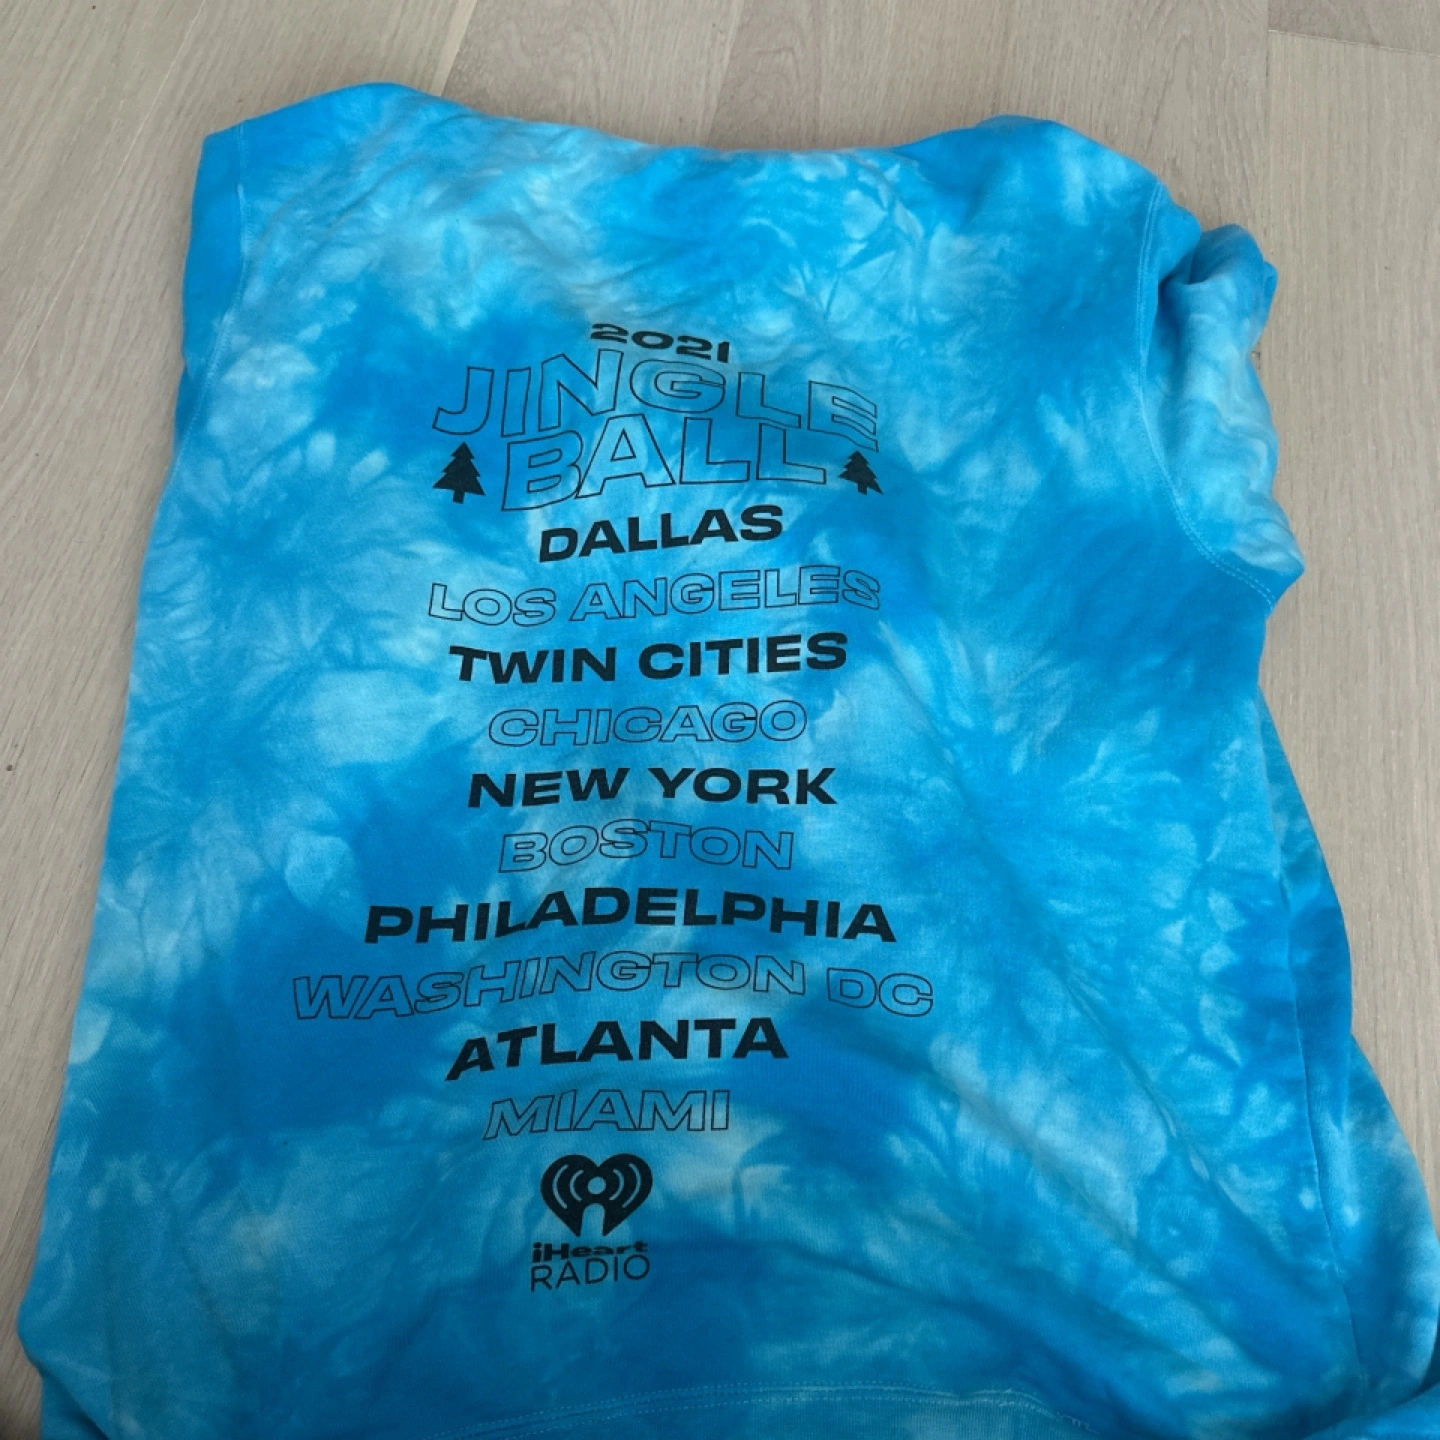 2021
JINGLE
BALL
DALLAS
LOS ANGELES
TWIN CITIES
CHICAGO
NEW YORK
BOSTON
PHILADELPHIA
WASHINGTON DC
ATLANTA
MIAMI
iHeart
RADIO